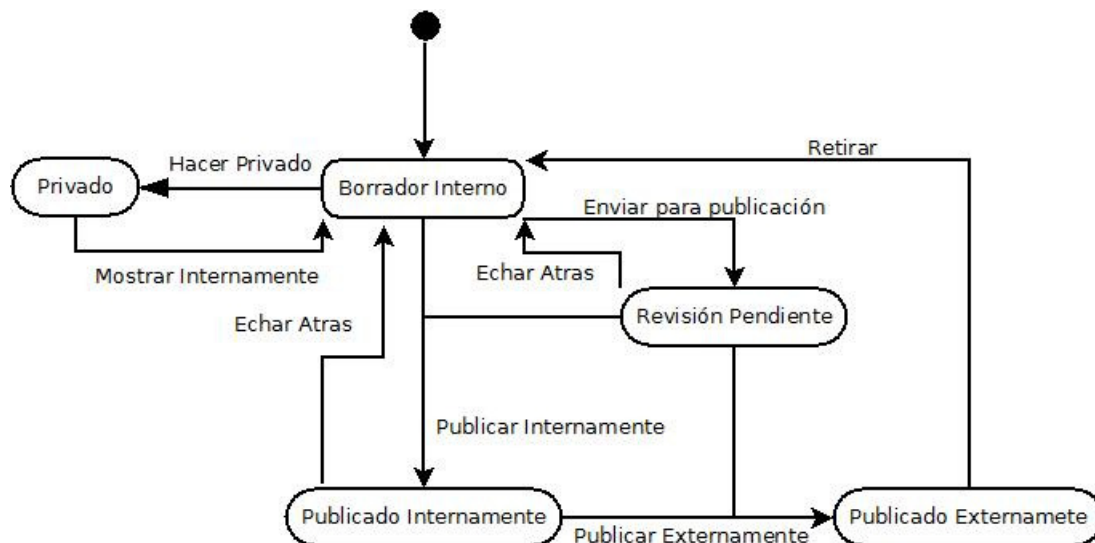 Retirar
Hacer Privado
Privado
Borrador Interno
Enviar para publicación
Mostrar Internamente
Echar Atras
Revisión Pendiente
Echar Atras
Publicar Internamente
Publicado Internamente
Publicar Externamente
Publicado Externamete